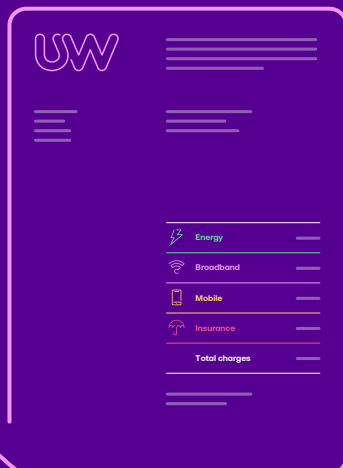 UW
Energy
Broadband
Mobile
Insurance
Total charges